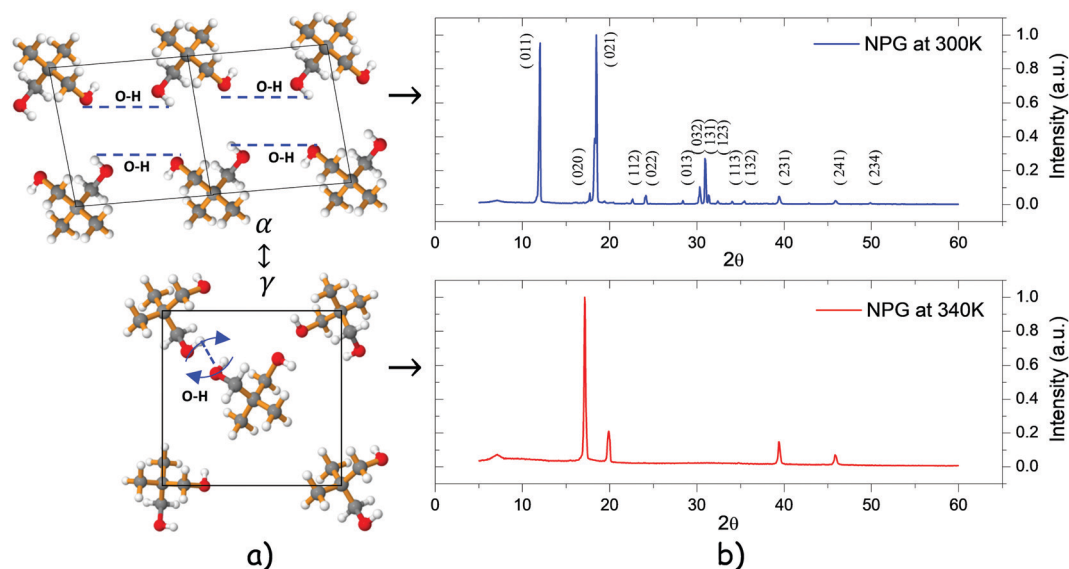 O-H
O-H
O-H
O-H
α
↕
γ
O-H
a)
(011)
(020)
(021)
(112)
(022)
(013)
(032)
(131)
(123)
(113)
(132)
(231)
(241)
(234)
NPG at 300K
1.0
0.8
0.6
0.4
0.2
0.0
Intensity (a.u.)
0 10 20 30 40 50 60
2θ
NPG at 340K
1.0
0.8
0.6
0.4
0.2
0.0
Intensity (a.u.)
0 10 20 30 40 50 60
2θ
b)